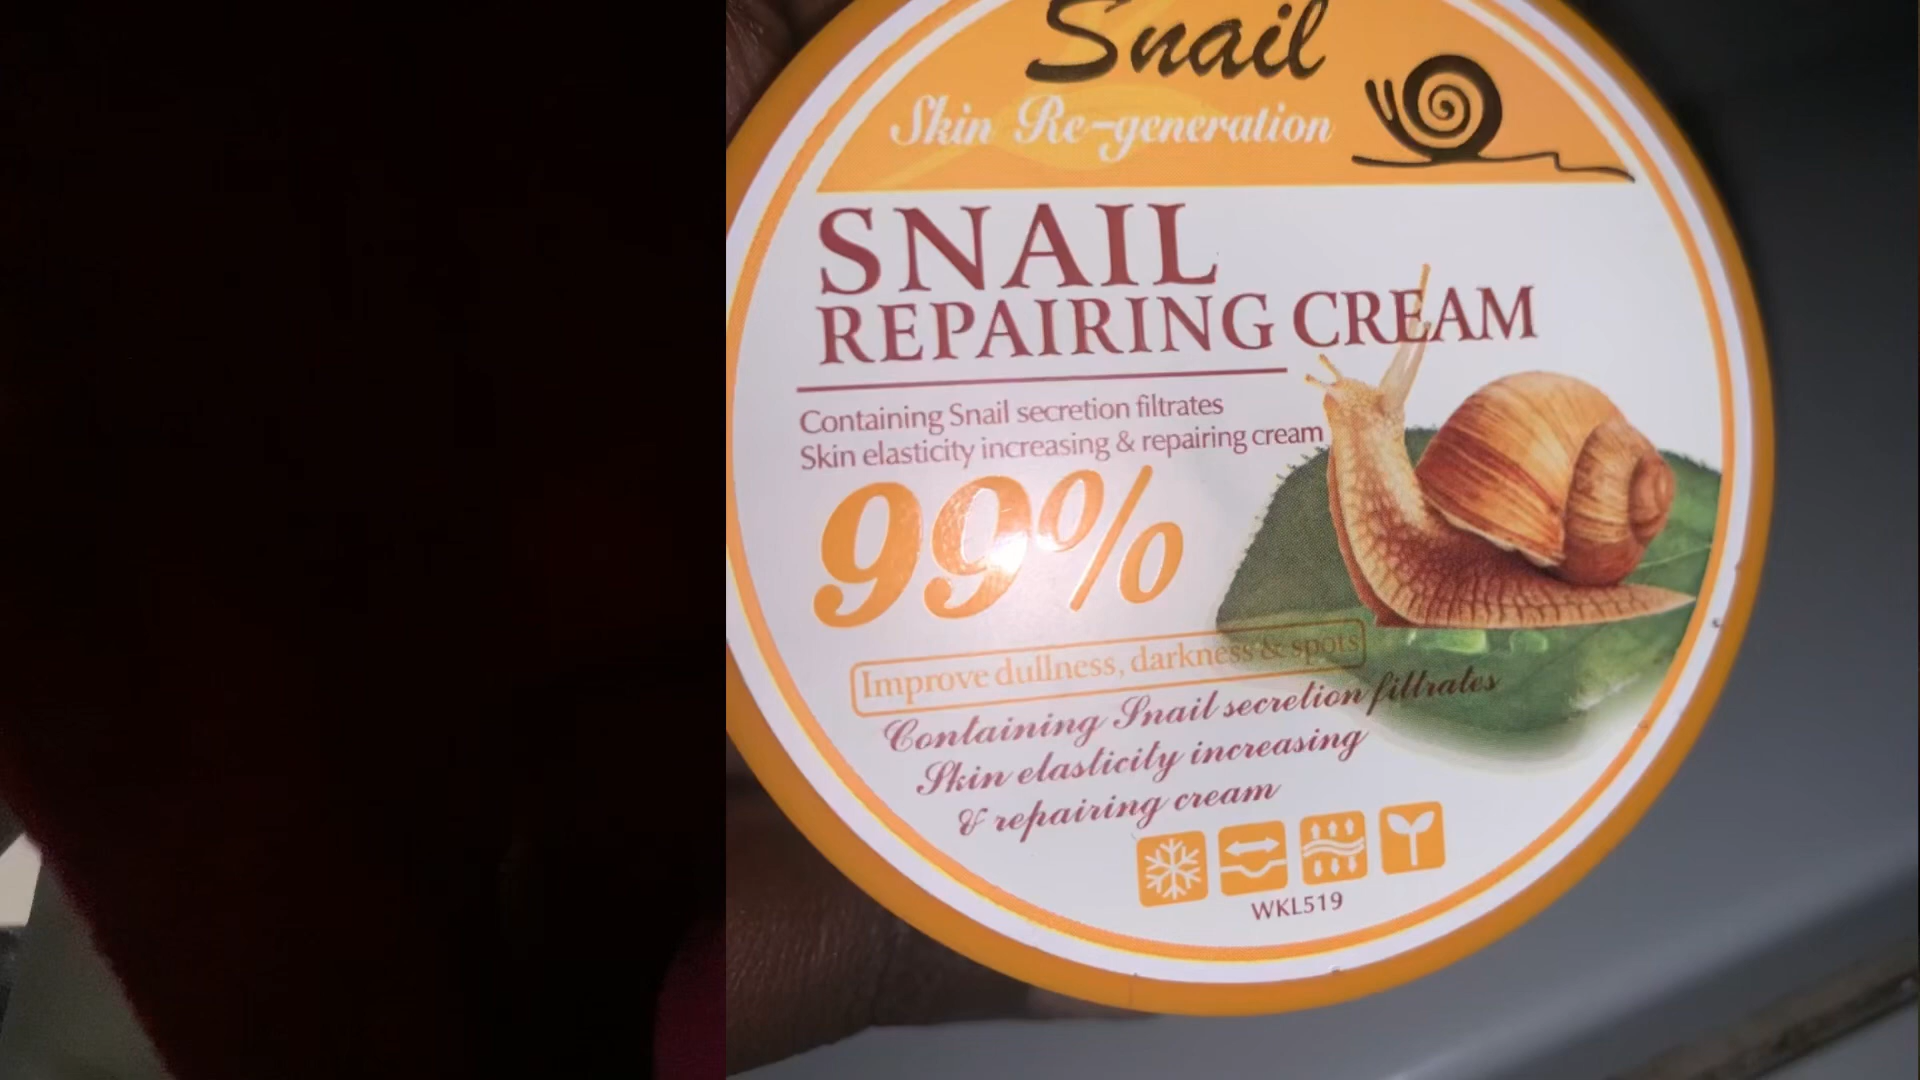 Snail
Skin Re-generation
SNAIL
REPAIRING CREAM
Containing Snail secretion filtrates
Skin elasticity increasing & repairing cream
99%
Improve dullness, darkness & spots
Containing Snail secretion filtrates
Skin elasticity increasing
& repairing cream
WKL519